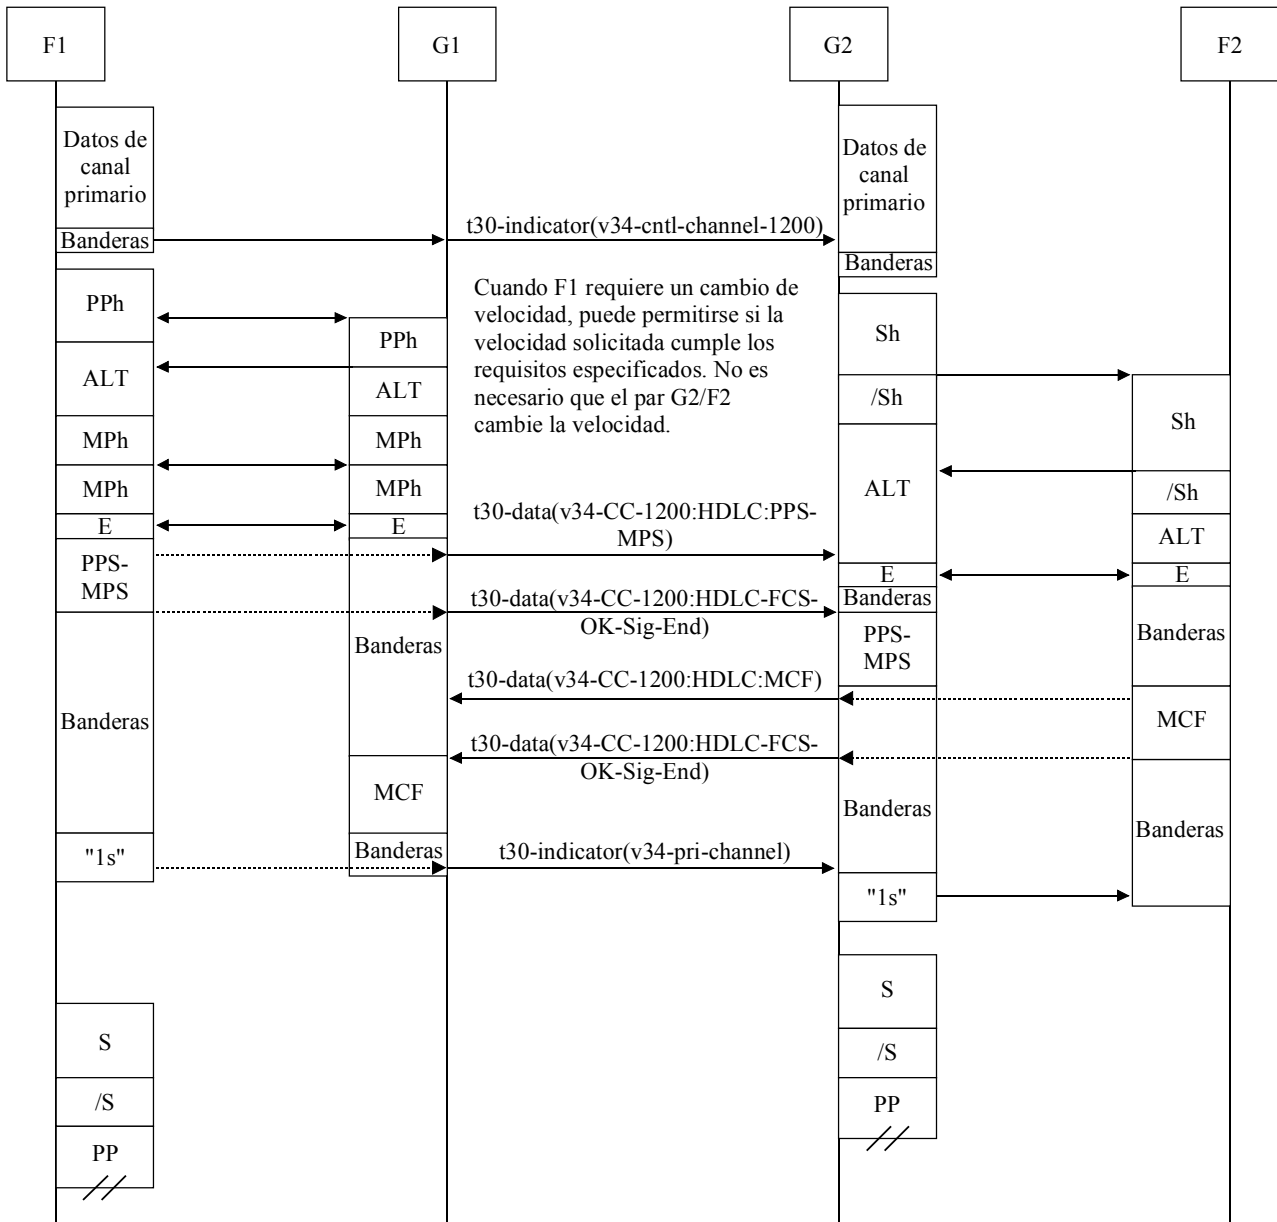 F1
G1
G2
F2
Datos de
canal
primario
Banderas
t30-indicator(v34-cntl-channel-1200)
Datos de
canal
primario
Banderas
PPh
ALT
MPh
MPh
E
PPS-
MPS
Banderas
"1s"
S
/S
PP
PPh
ALT
MPh
MPh
E
Banderas
MCF
Banderas
Cuando F1 requiere un cambio de
velocidad, puede permitirse si la
velocidad solicitada cumple los
requisitos especificados. No es
necesario que el par G2/F2
cambie la velocidad.
t30-data(v34-CC-1200:HDLC:PPS-
MPS)
t30-data(v34-CC-1200:HDLC-FCS-
OK-Sig-End)
t30-data(v34-CC-1200:HDLC:MCF)
t30-data(v34-CC-1200:HDLC-FCS-
OK-Sig-End)
t30-indicator(v34-pri-channel)
Sh
/Sh
ALT
E
Banderas
PPS-
MPS
Banderas
"1s"
S
/S
PP
Sh
/Sh
ALT
E
Banderas
MCF
Banderas